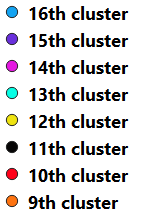 16th cluster
15th cluster
14th cluster
13th cluster
12th cluster
11th cluster
10th cluster
9th cluster